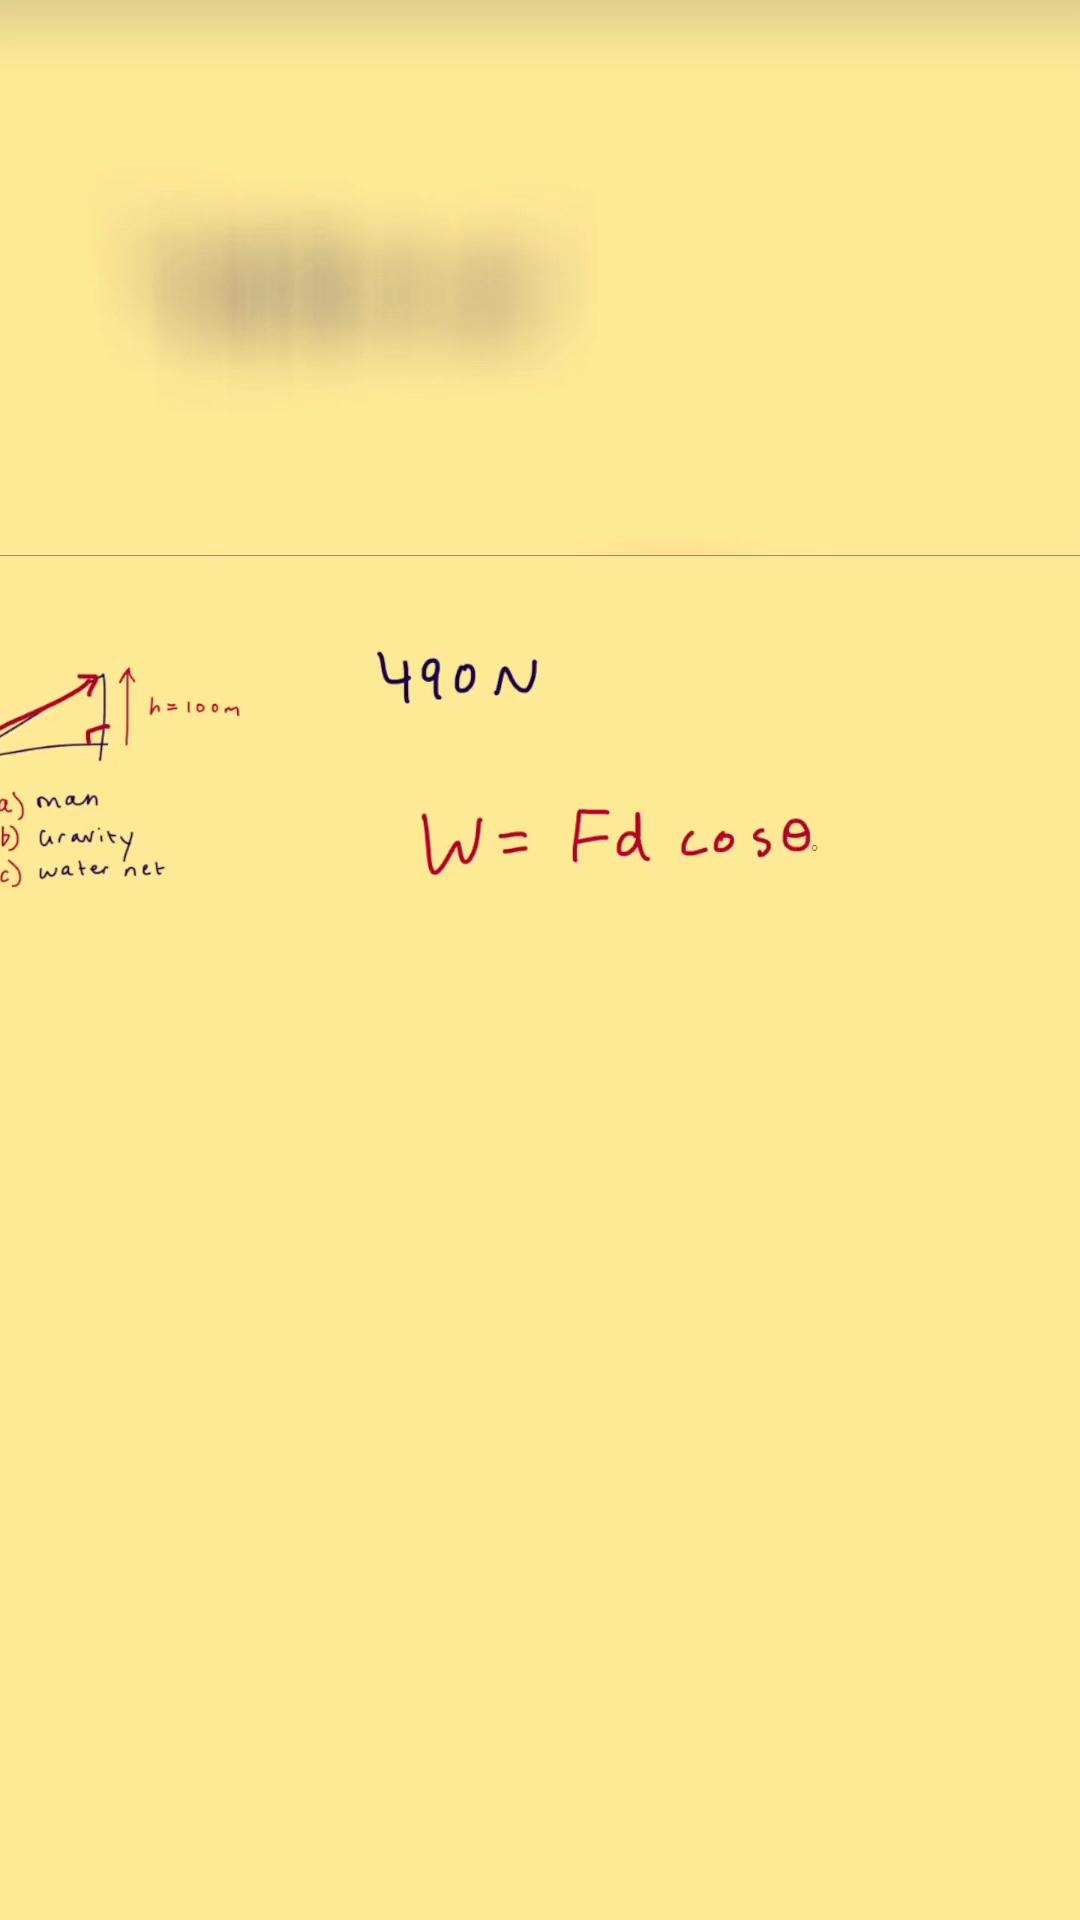 490N
h=100m
W= Fd cosθ
a) man
b) Gravity
c) water net